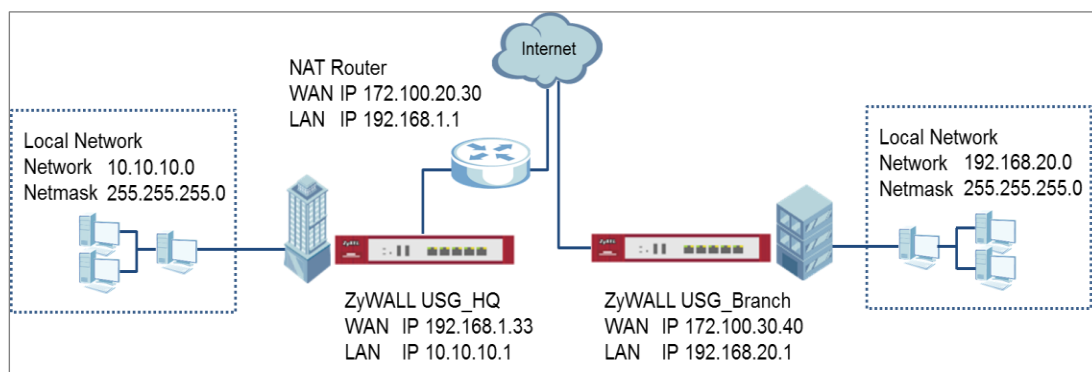 Internet
NAT Router
WAN IP 172.100.20.30
LAN IP 192.168.1.1
Local Network
Network 10.10.10.0
Netmask 255.255.255.0
Local Network
Network 192.168.20.0
Netmask 255.255.255.0
ZyXEL
ZyXEL
ZyWALL USG_HQ
WAN IP 192.168.1.33
LAN IP 10.10.10.1
ZyWALL USG_Branch
WAN IP 172.100.30.40
LAN IP 192.168.20.1